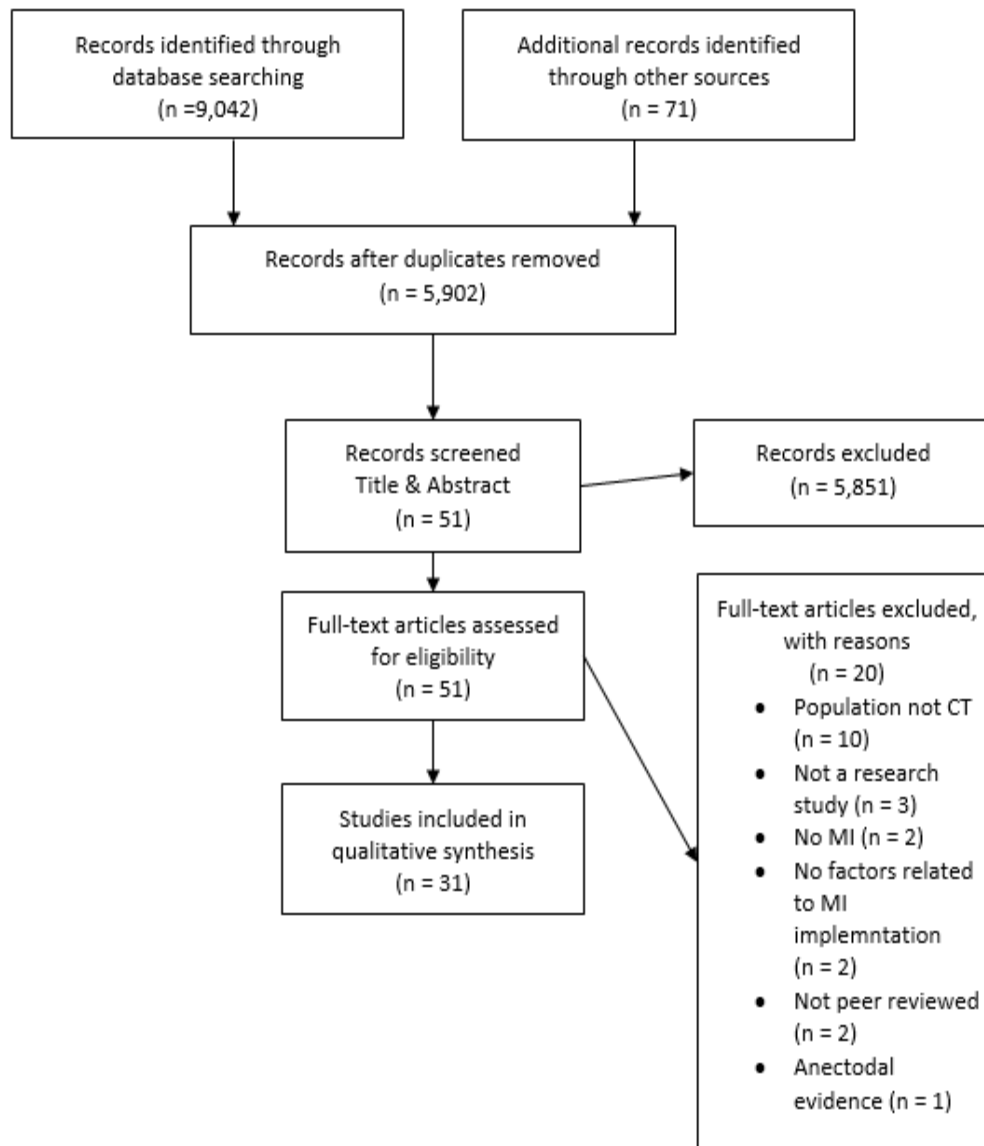 Records identified through
database searching
(n =9,042)
Additional records identified
through other sources
(n = 71)
Records after duplicates removed
(n = 5,902)
Records screened
Title & Abstract
(n = 51)
Records excluded
(n = 5,851)
Full-text articles assessed
for eligibility
(n = 51)
Full-text articles excluded,
with reasons
(n = 20)
• Population not CT
(n = 10)
• Not a research
study (n = 3)
• No MI (n = 2)
• No factors related
to MI
implemntation
(n = 2)
• Not peer reviewed
(n = 2)
• Anectodal
evidence (n = 1)
Studies included in
qualitative synthesis
(n = 31)